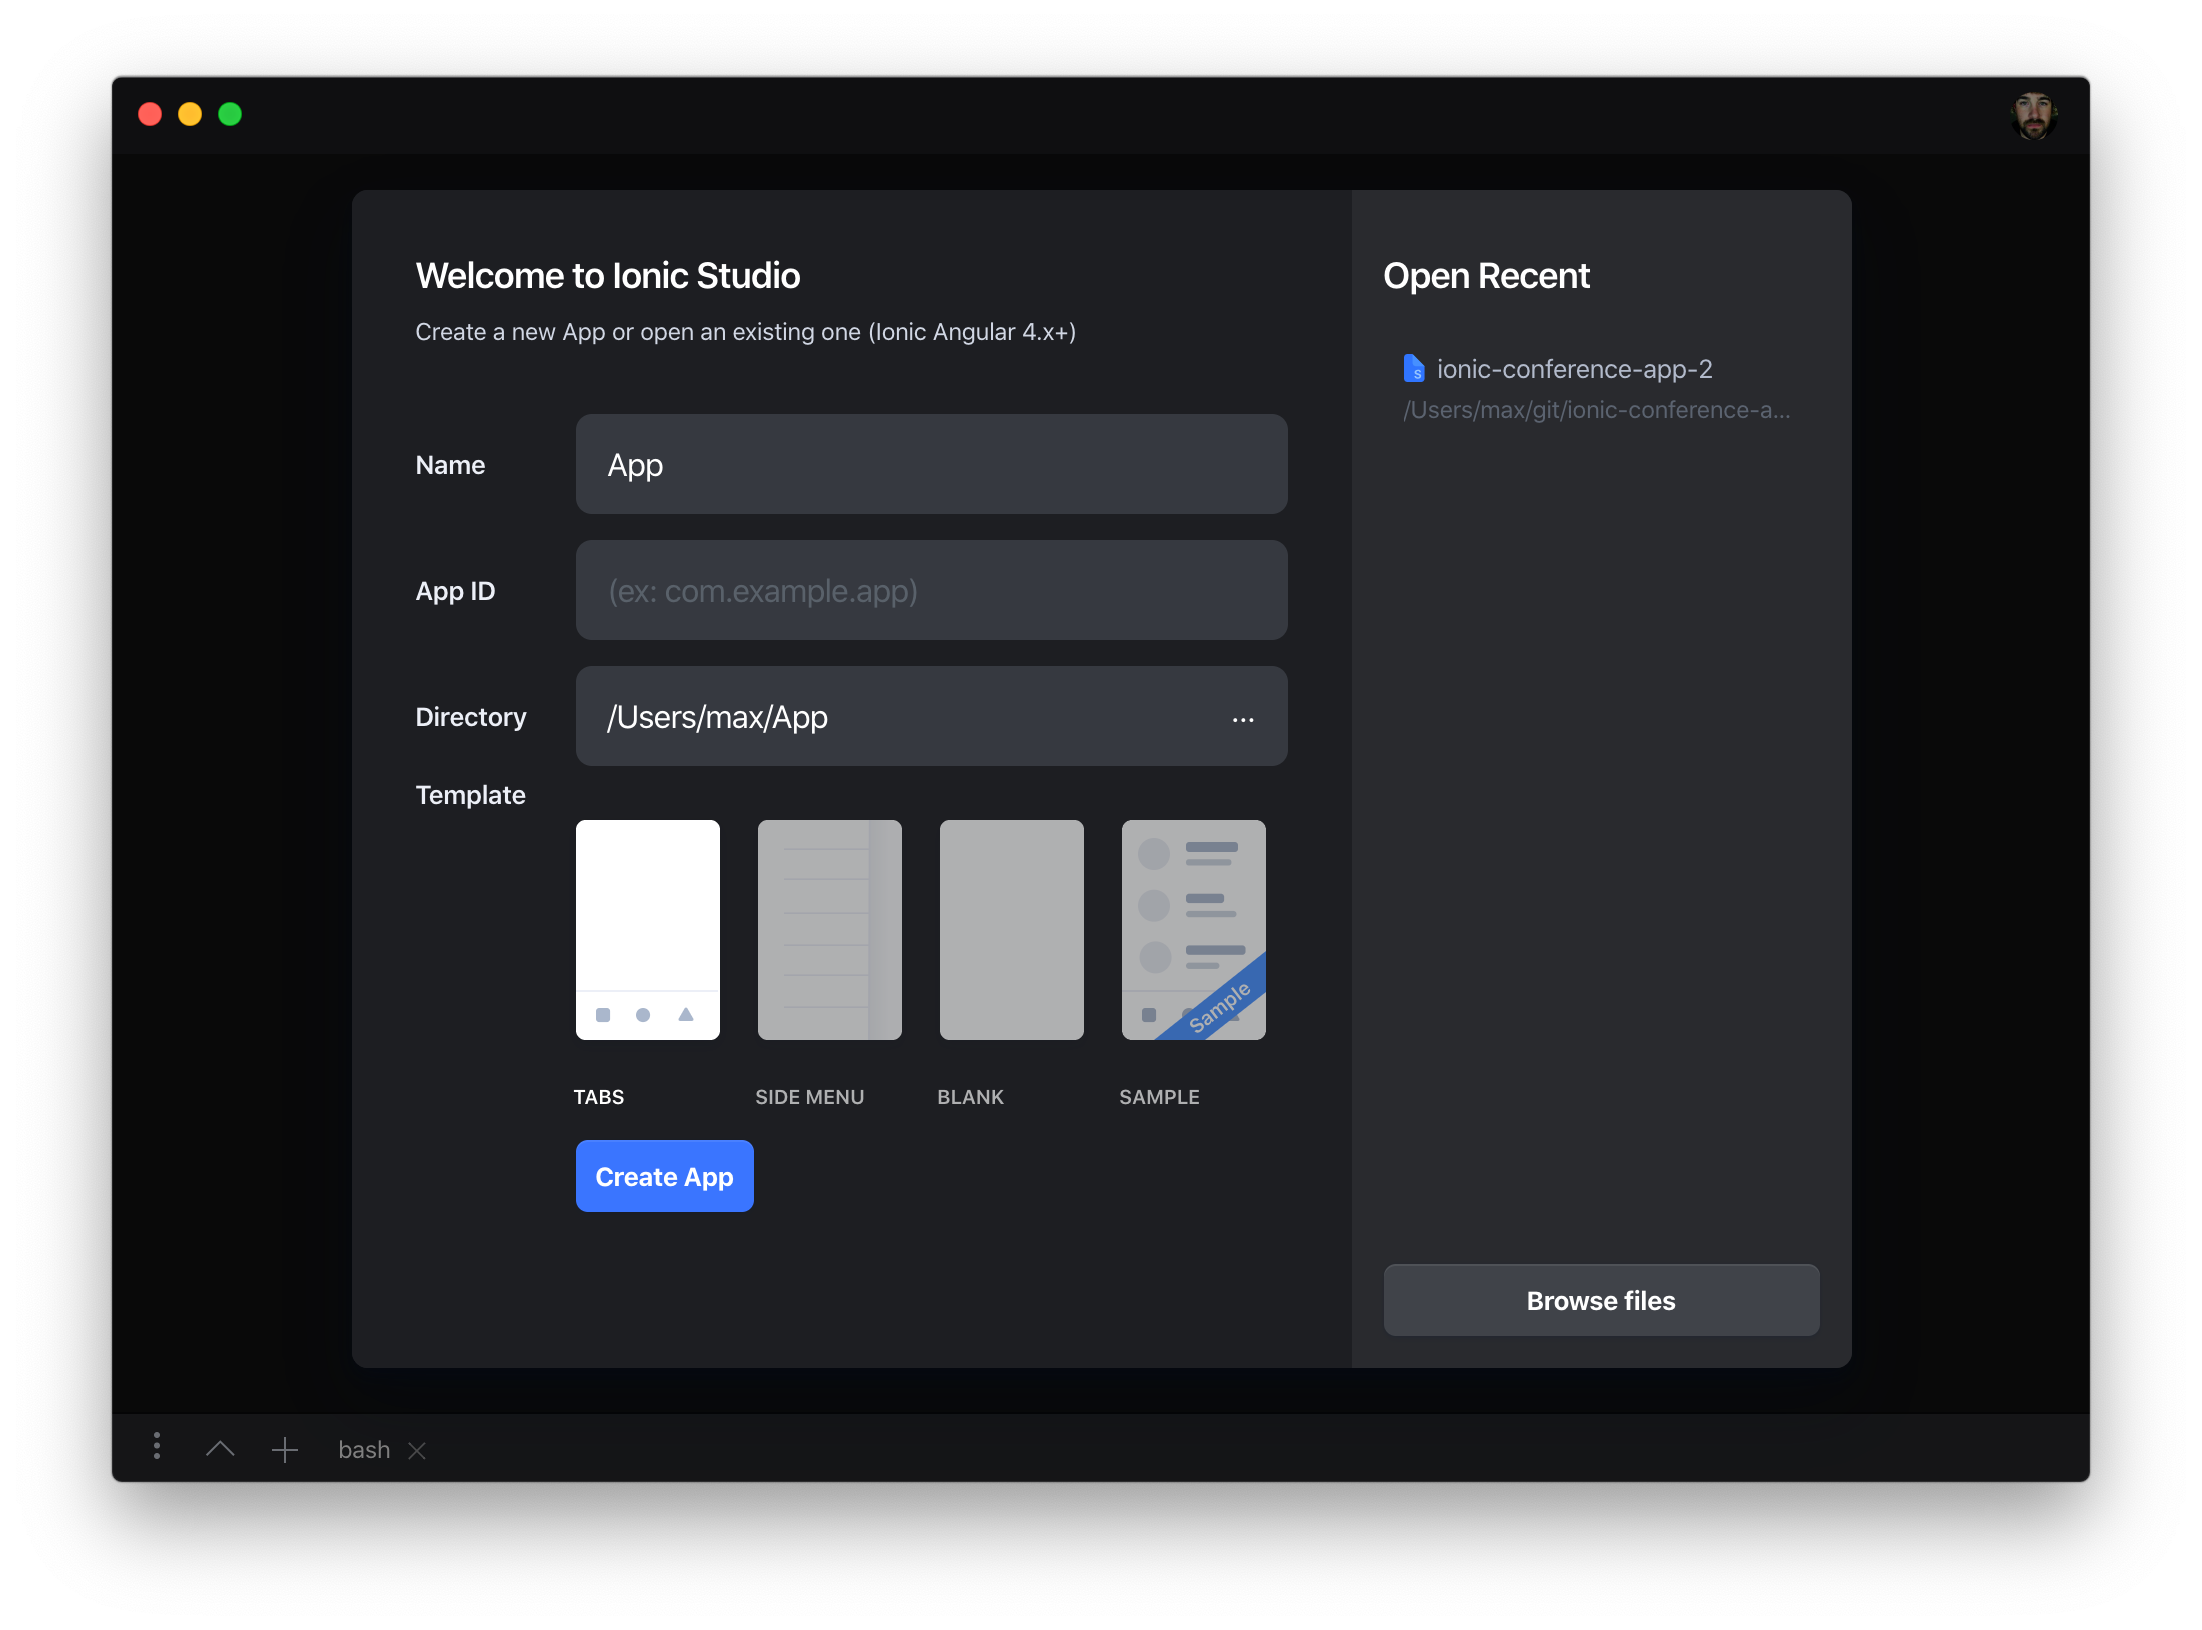 Welcome to Ionic Studio
Create a new App or open an existing one (Ionic Angular 4.x+)
Name
App
App ID
(ex: com.example.app)
Directory
/Users/max/App
...
Template
Sample
TABS
SIDE MENU
BLANK
SAMPLE
Create App
Open Recent
S
ionic-conference-app-2
/Users/max/git/ionic-conference-a...
Browse files
bash